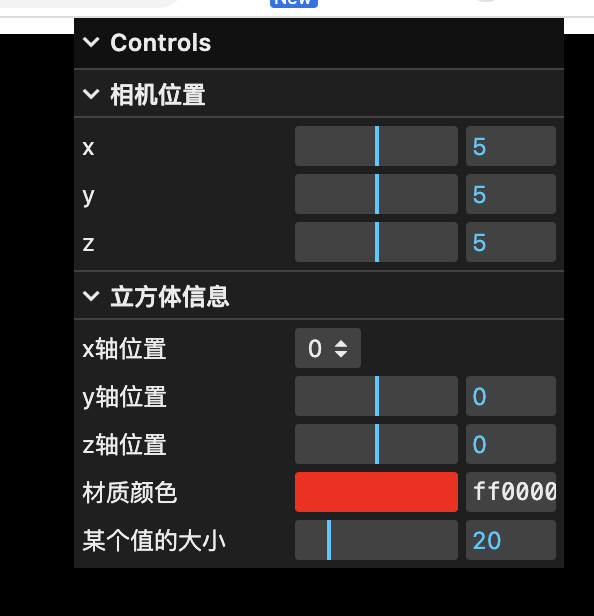 New
Controls
相机位置
x 5
y 5
z 5
立方体信息
x轴位置 0
y轴位置 0
z轴位置 0
材质颜色 ff0000
某个值的大小 20